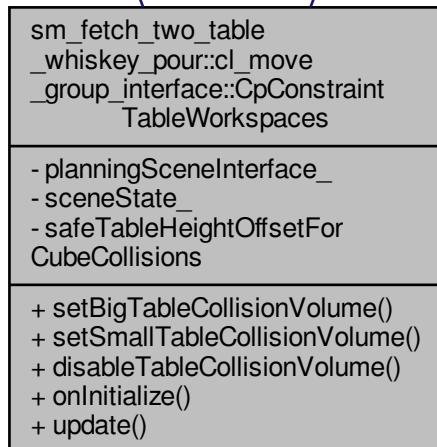 sm_fetch_two_table
_whiskey_pour::cl_move
_group_interface::CpConstraint
TableWorkspaces
- planningSceneInterface_
- sceneState_
- safeTableHeightOffsetFor
CubeCollisions
+ setBigTableCollisionVolume()
+ setSmallTableCollisionVolume()
+ disableTableCollisionVolume()
+ onInitialize()
+ update()